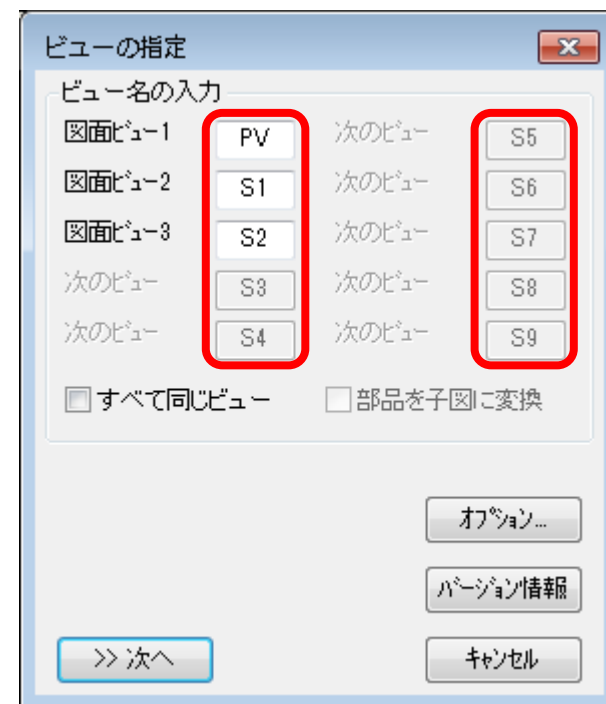 ビューの指定
ビュー名の入力
図面ﾋﾞｭｰ1 PV 次のﾋﾞｭｰ S5
図面ﾋﾞｭｰ2 S1 次のﾋﾞｭｰ S6
図面ﾋﾞｭｰ3 S2 次のﾋﾞｭｰ S7
次のﾋﾞｭｰ S3 次のﾋﾞｭｰ S8
次のﾋﾞｭｰ S4 次のﾋﾞｭｰ S9
すべて同じビュー 部品を子図に変換
ｵﾌﾟｼｮﾝ...
ﾊﾞｰｼﾞｮﾝ情報
>> 次へ ｷｬﾝｾﾙ